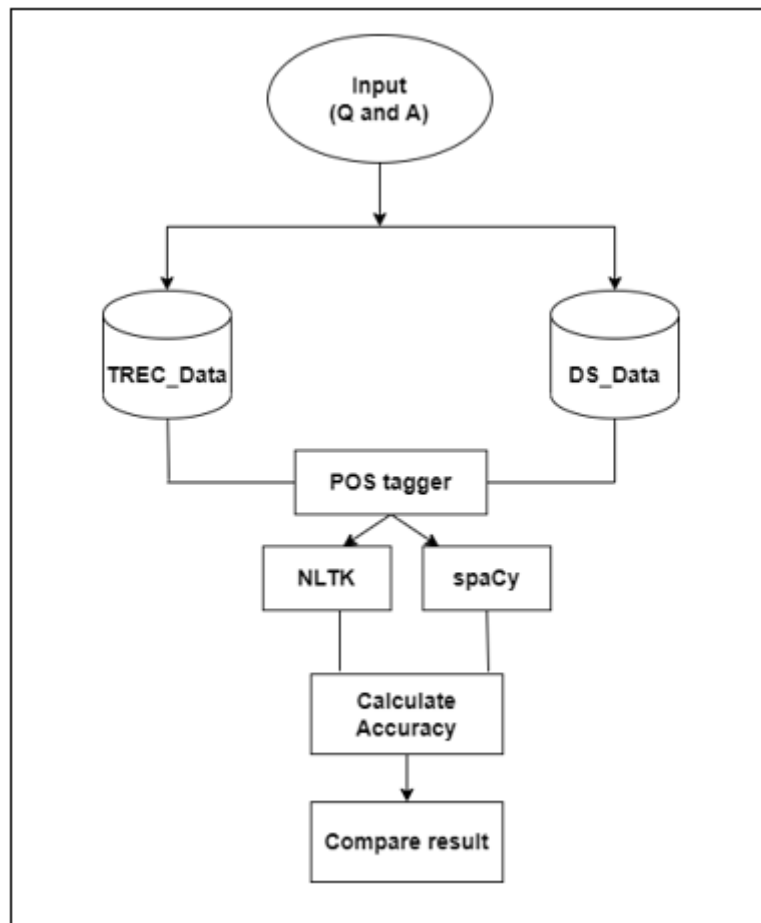 Input
(Q and A)
TREC_Data
DS_Data
POS tagger
NLTK
spaCy
Calculate
Accuracy
Compare result